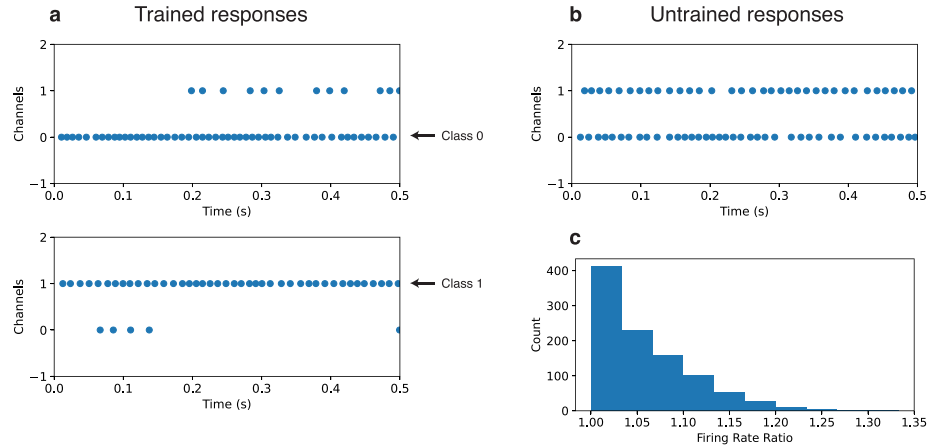 a Trained responses
2
1
0
−1
Channels
0.0 0.1 0.2 0.3 0.4 0.5
Time (s)
Class 0
2
1
0
−1
Channels
0.0 0.1 0.2 0.3 0.4 0.5
Time (s)
Class 1
b Untrained responses
2
1
0
−1
Channels
0.0 0.1 0.2 0.3 0.4 0.5
Time (s)
c
400
300
200
100
0
Count
1.00 1.05 1.10 1.15 1.20 1.25 1.30 1.35
Firing Rate Ratio